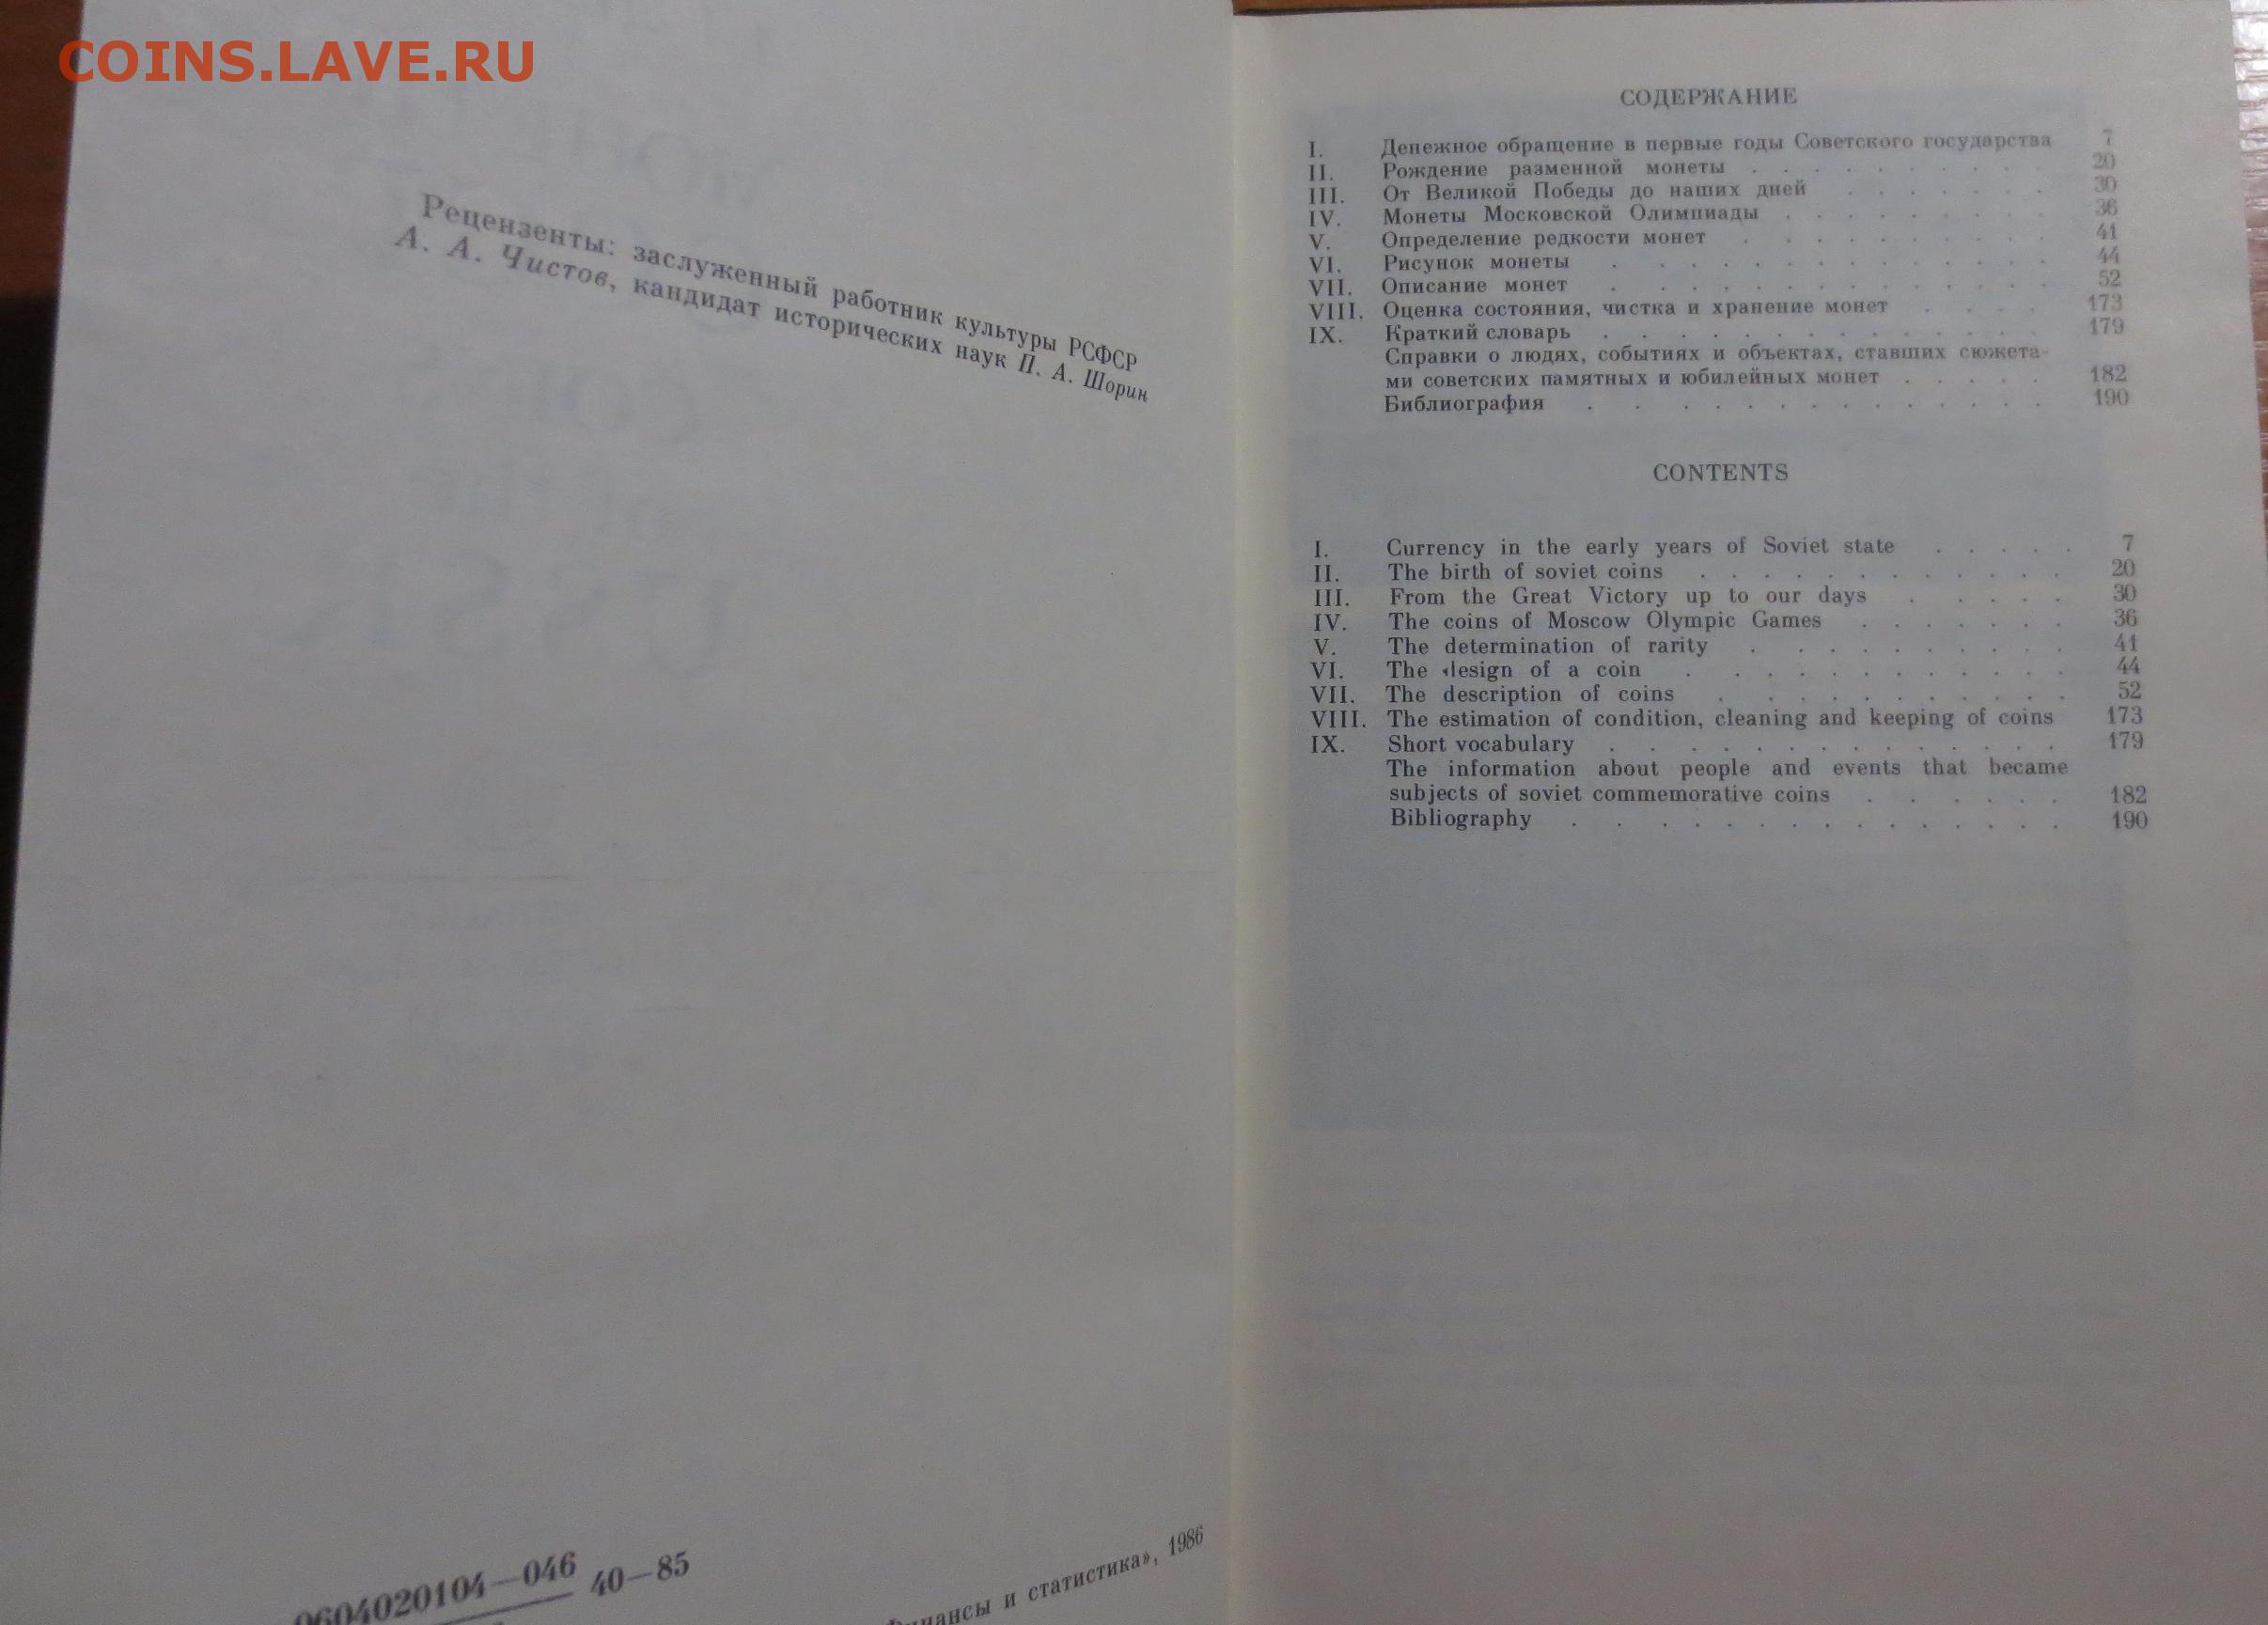 COINS.LAVE.RU
Рецензенты: заслуженный работник культуры РСФСР
А. А. Чистов, кандидат исторических наук П. А. Шорин
0604020104—046
40—85
Финансы и статистика», 1986
СОДЕРЖАНИЕ
I. Денежное обращение в первые годы Советского государства 7
II. Рождение разменной монеты . . . . . . . . . . 20
III. От Великой Победы до наших дней . . . . . . . 30
IV. Монеты Московской Олимпиады . . . . . . . . . 36
V. Определение редкости монет . . . . . . . . . . 41
VI. Рисунок монеты . . . . . . . . . . . . . 44
VII. Описание монет . . . . . . . . . . . . . 52
VIII. Оценка состояния, чистка и хранение монет . . . . 173
IX. Краткий словарь . . . . . . . . . . . . . 179
Справки о людях, событиях и объектах, ставших сюжета-
ми советских памятных и юбилейных монет . . . . . 182
Библиография . . . . . . . . . . . . . 190
CONTENTS
I. Currency in the early years of Soviet state . . . . . 7
II. The birth of soviet coins . . . . . . . . . . . . 20
III. From the Great Victory up to our days . . . . . 30
IV. The coins of Moscow Olympic Games . . . . . . . 36
V. The determination of rarity . . . . . . . . . . 41
VI. The design of a coin . . . . . . . . . . . 44
VII. The description of coins . . . . . . . . . . 52
VIII. The estimation of condition, cleaning and keeping of coins 173
IX. Short vocabulary . . . . . . . . . . . . . 179
The information about people and events that became
subjects of soviet commemorative coins . . . . . . 182
Bibliography . . . . . . . . . . . . . 190